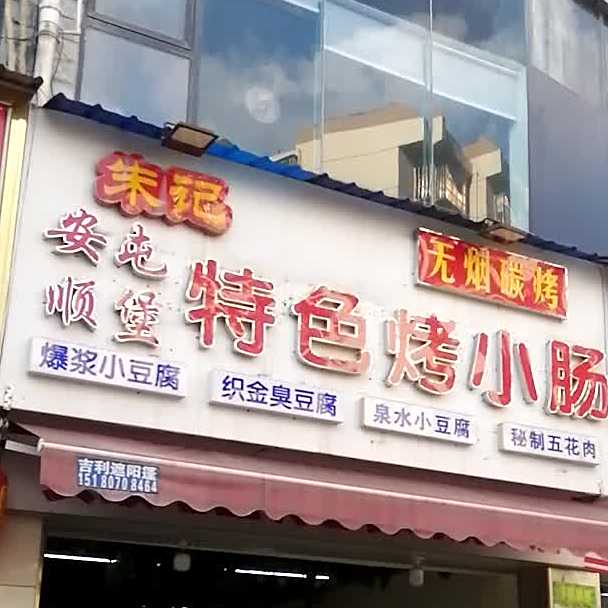 朱记
无烟碳烤
安顺
屯堡
特色烤小肠
爆浆小豆腐
织金臭豆腐
泉水小豆腐
秘制五花肉
吉利遮阳蓬
15180708464